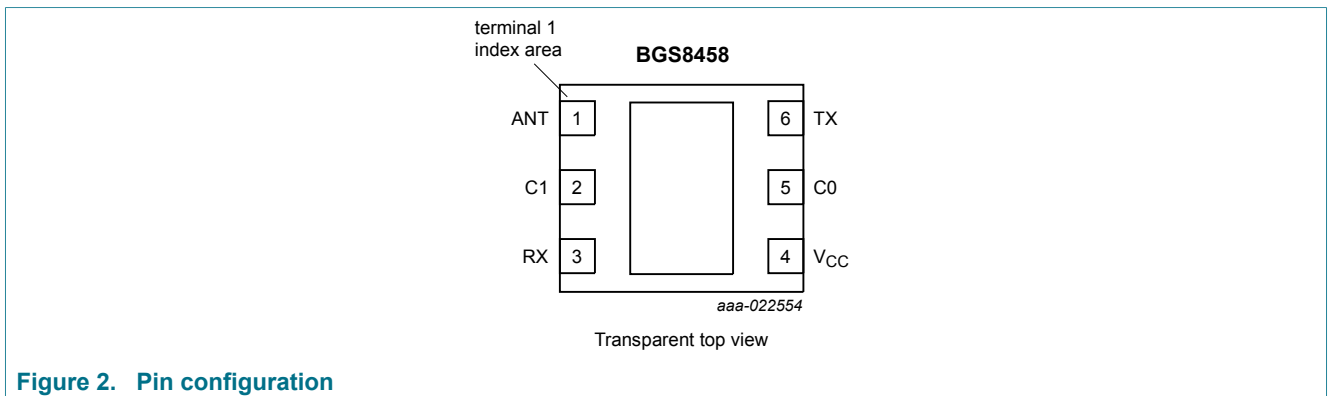 terminal 1
index area
BGS8458
ANT 1 6 TX
C1 2 5 C0
RX 3 4 VCC
aaa-022554
Transparent top view
Figure 2. Pin configuration